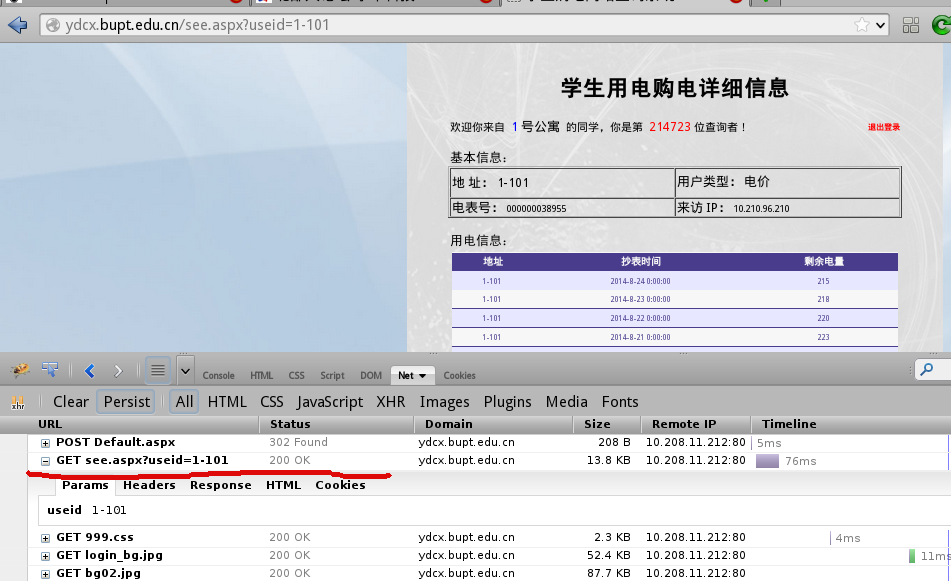 ydcx.bupt.edu.cn/see.aspx?useid=1-101
学生用电购电详细信息
欢迎你来自 1 号公寓 的同学，你是第 214723 位查询者！ 退出登录
基本信息：
地 址： 1-101 用户类型： 电价
电表号： 000000038955 来访 IP： 10.210.96.210
用电信息：
地址 抄表时间 剩余电量
1-101 2014-8-24 0:00:00 215
1-101 2014-8-23 0:00:00 218
1-101 2014-8-22 0:00:00 220
1-101 2014-8-21 0:00:00 223
Console HTML CSS Script DOM Net Cookies
xhr Clear Persist All HTML CSS JavaScript XHR Images Plugins Media Fonts
URL Status Domain Size Remote IP Timeline
POST Default.aspx 302 Found ydcx.bupt.edu.cn 208 B 10.208.11.212:80 5ms
GET see.aspx?useid=1-101 200 OK ydcx.bupt.edu.cn 13.8 KB 10.208.11.212:80 76ms
Params Headers Response HTML Cookies
useid 1-101
GET 999.css 200 OK ydcx.bupt.edu.cn 2.3 KB 10.208.11.212:80 4ms
GET login_bg.jpg 200 OK ydcx.bupt.edu.cn 52.4 KB 10.208.11.212:80 11ms
GET bg02.jpg 200 OK ydcx.bupt.edu.cn 87.7 KB 10.208.11.212:80